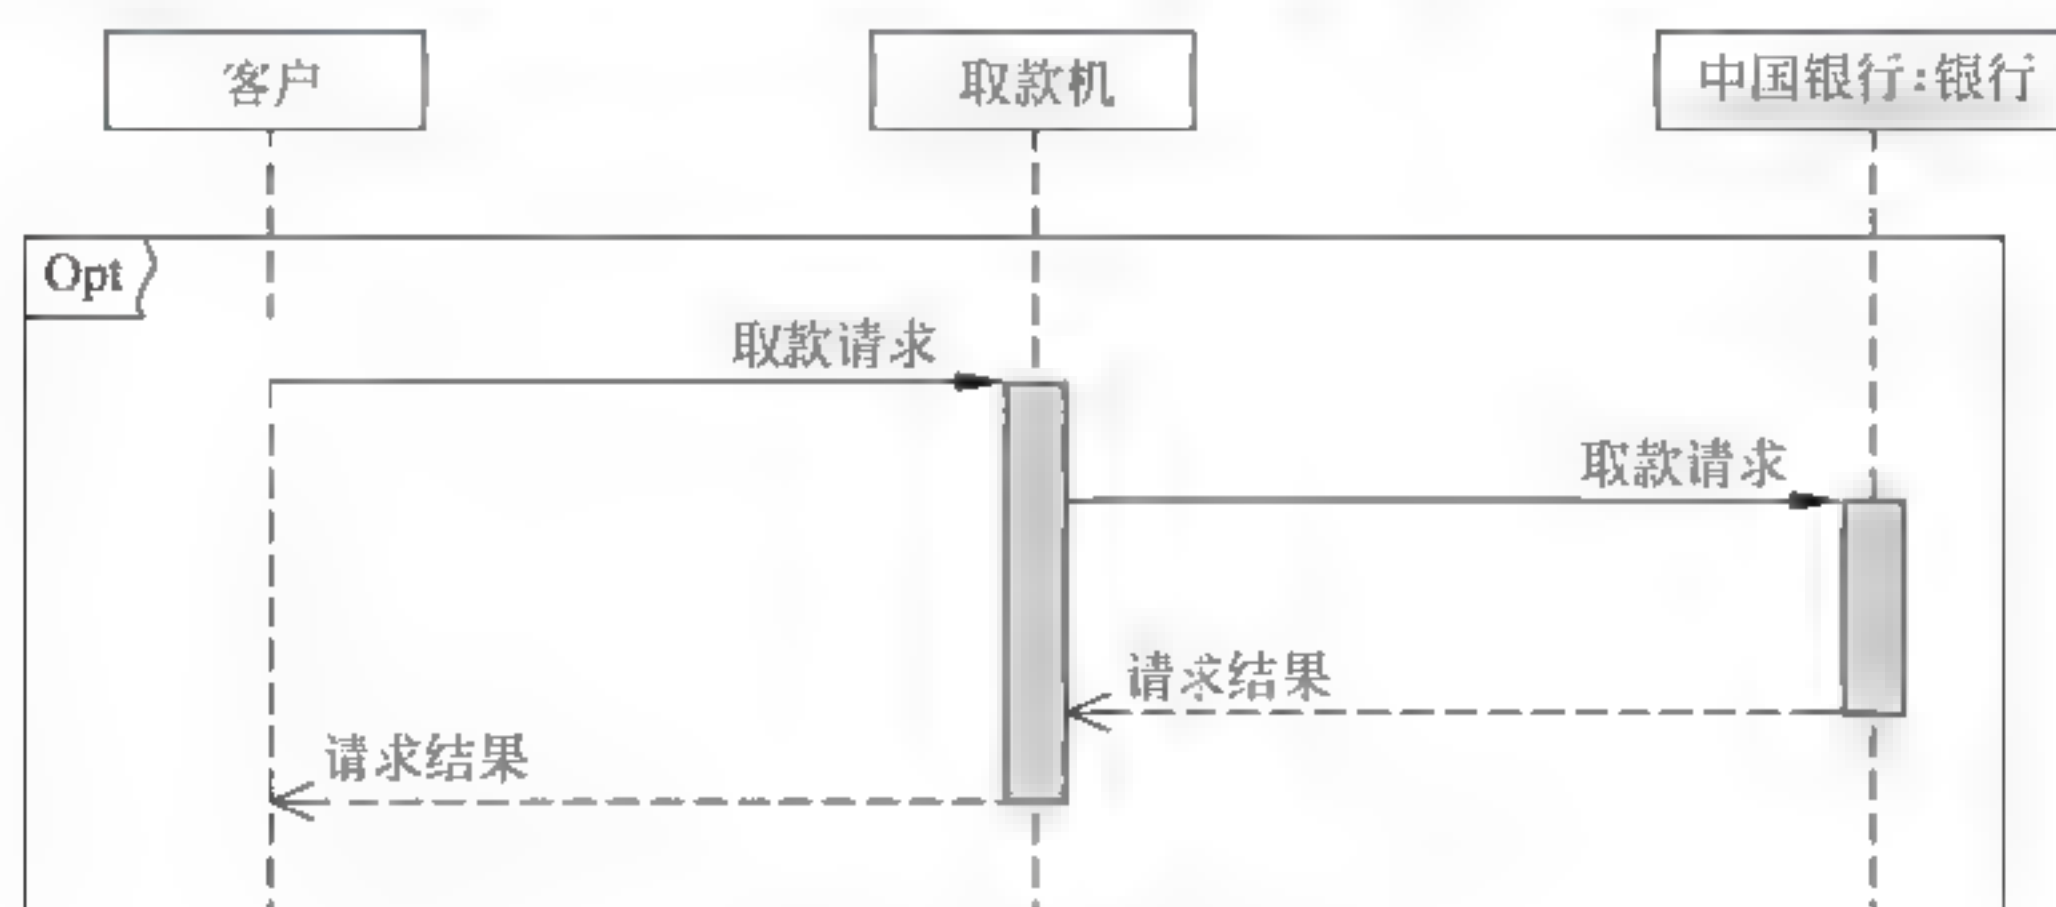 客户
取款机
中国银行:银行
Opt
取款请求
取款请求
请求结果
请求结果